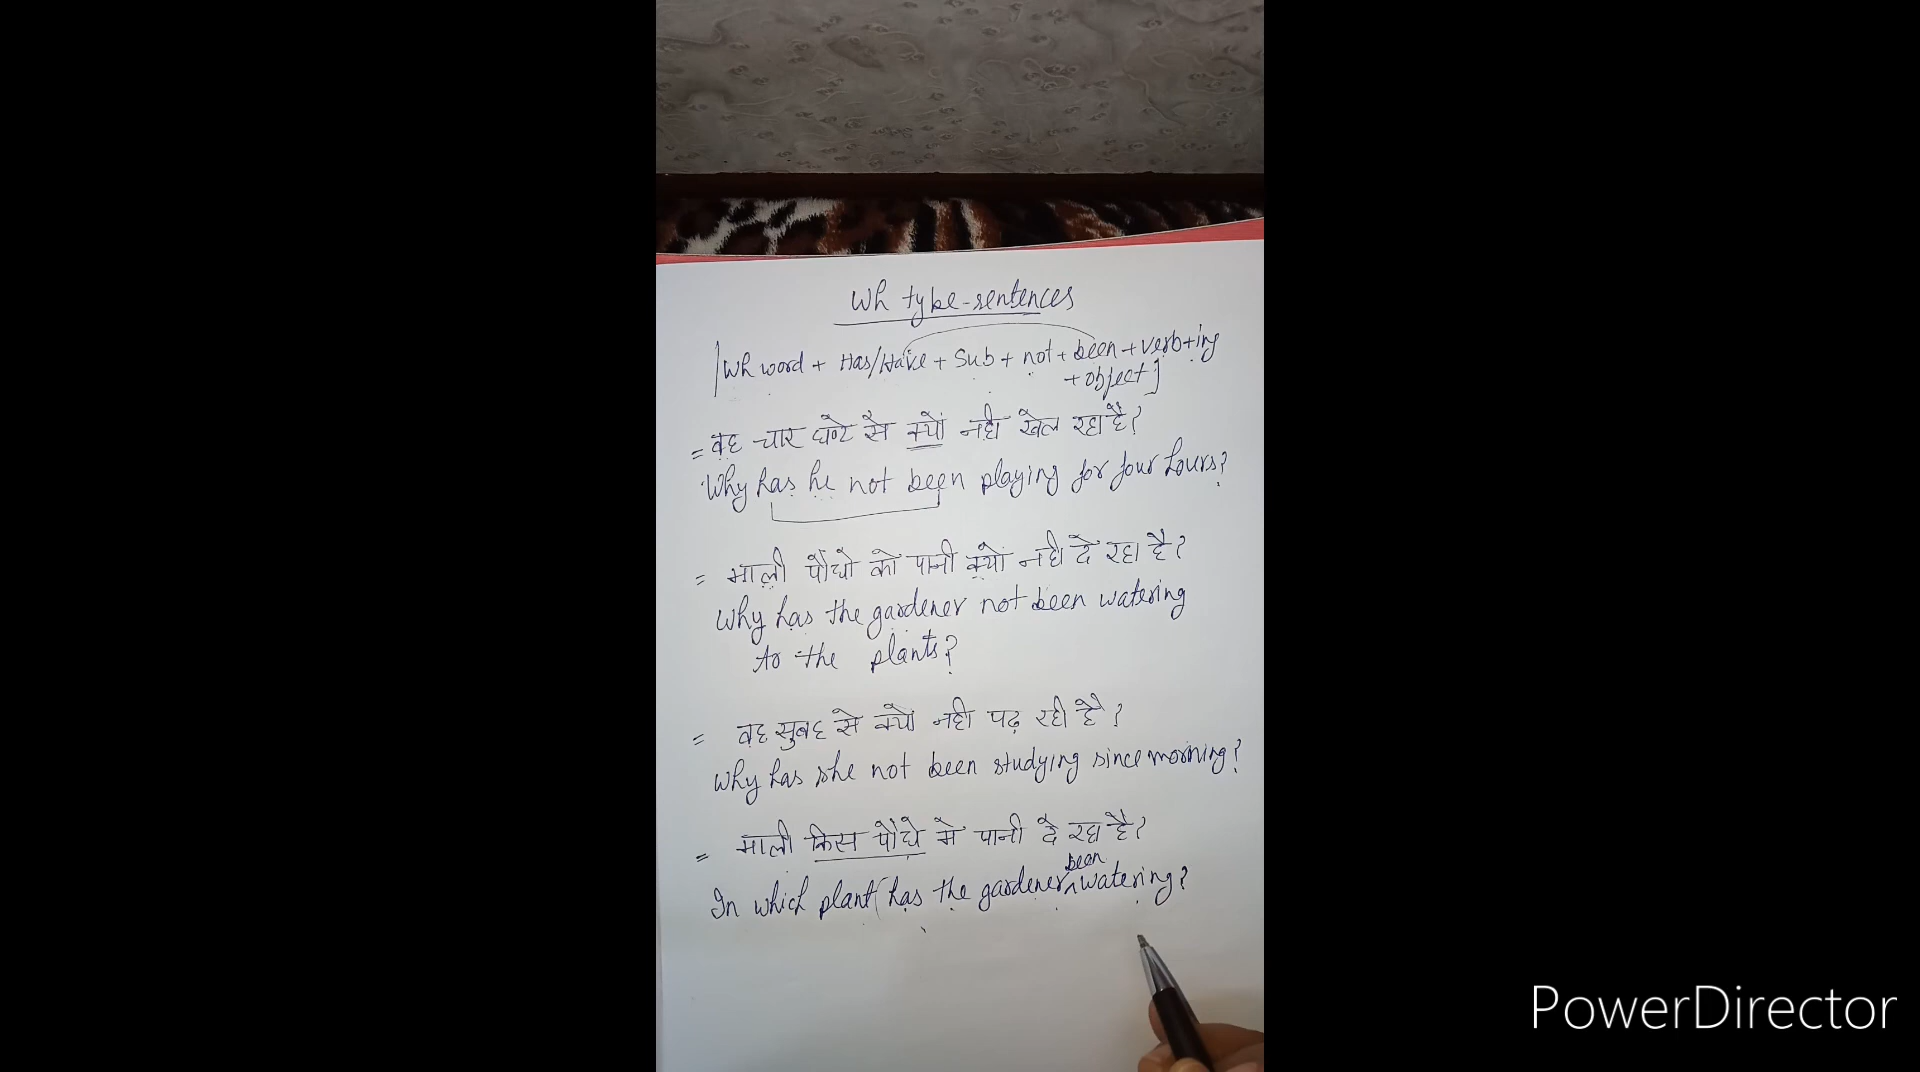 Wh type-sentences
[Wh word + Has/Have + Sub + not + been + verb+ing
+ object]
= वह चार घण्टे से क्यों नही खेल रहा है?
Why has he not been playing for four hours?
= माली पौधो को पानी क्यो नही दे रहा है?
Why has the gardener not been watering
to the plants?
= वह सुबह से क्यो नही पढ़ रही है?
Why has she not been studying since morning?
= माली किस पौधे मे पानी दे रहा है?
In which plant (has the gardener been watering?
PowerDirector